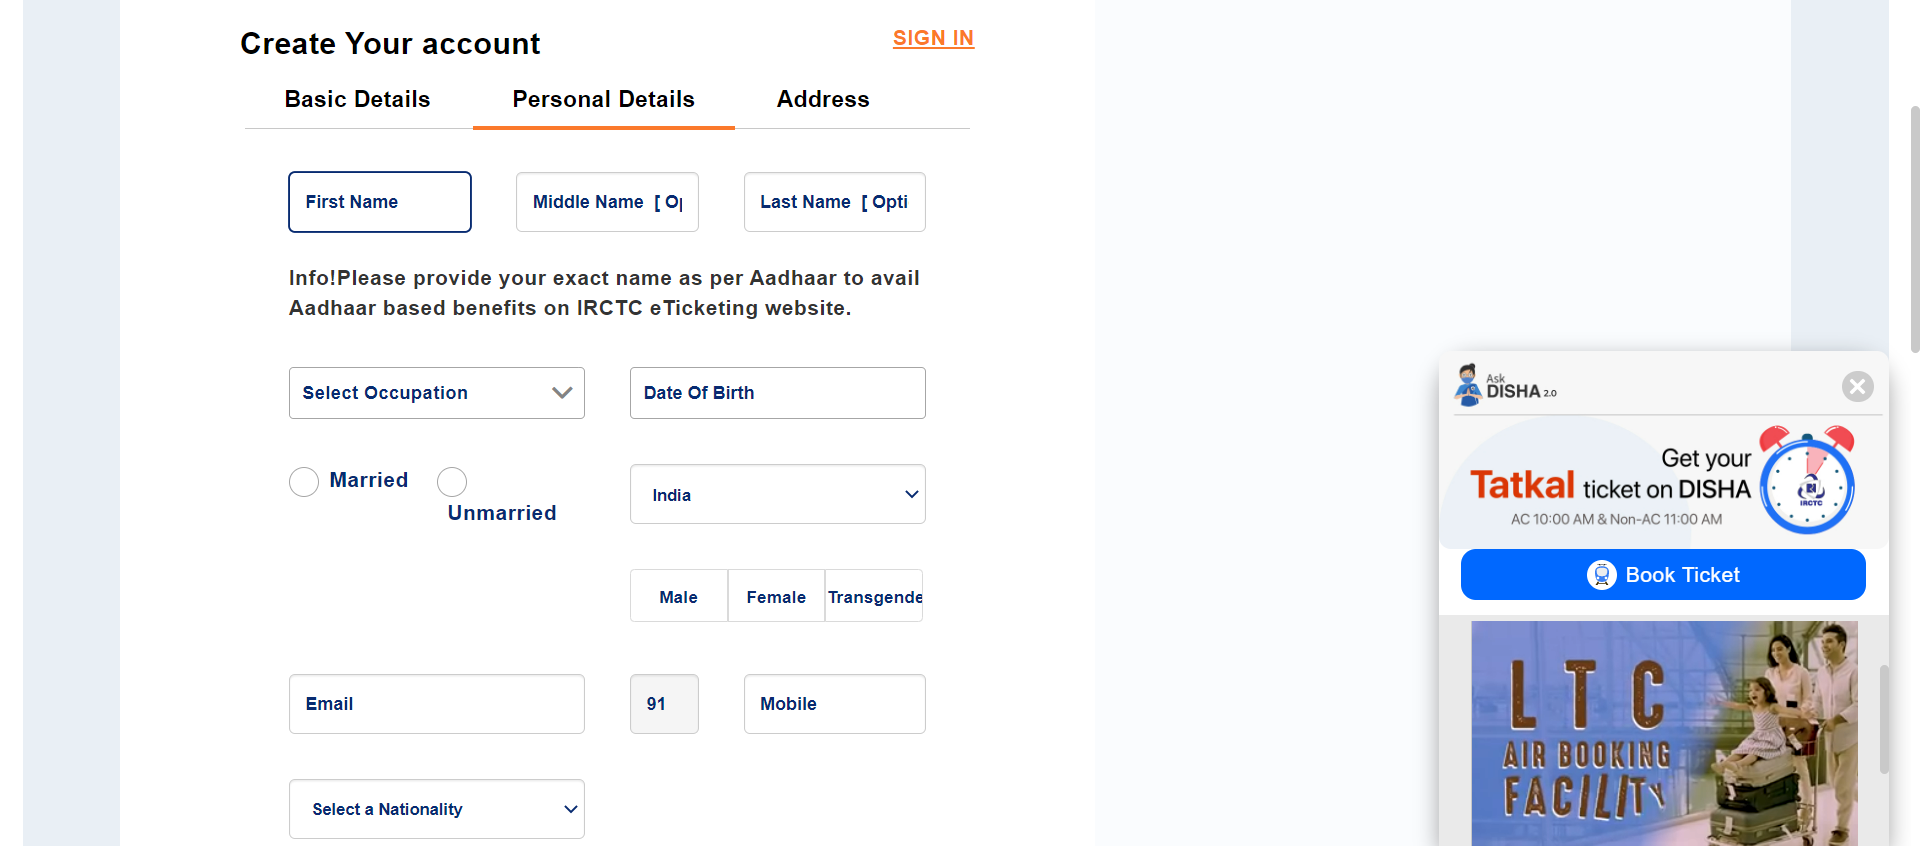 Create Your account
SIGN IN
Basic Details
Personal Details
Address
First Name
Middle Name [ Op
Last Name [ Opti
Info!Please provide your exact name as per Aadhaar to avail
Aadhaar based benefits on IRCTC eTicketing website.
Select Occupation
Date Of Birth
Married
Unmarried
India
Male
Female
Transgende
Email
91
Mobile
Select a Nationality
Ask
DISHA 2.0
Get your
Tatkal ticket on DISHA
AC 10:00 AM & Non-AC 11:00 AM
IRCTC
Book Ticket
LTC
AIR BOOKING
FACILITY